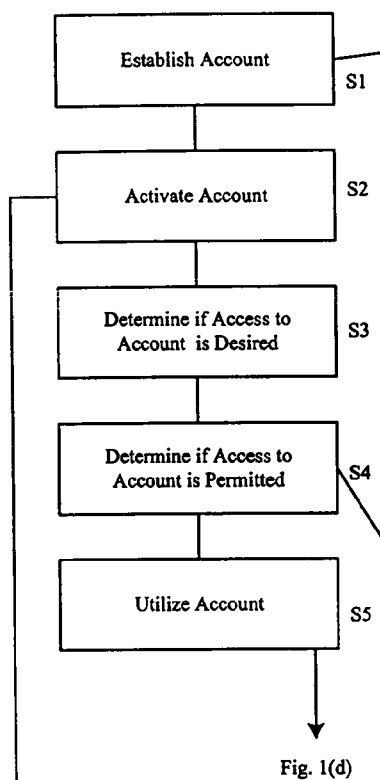 Establish Account
S1
Activate Account
S2
Determine if Access to
Account is Desired
S3
Determine if Access to
Account is Permitted
S4
Utilize Account
S5
Fig. 1(d)